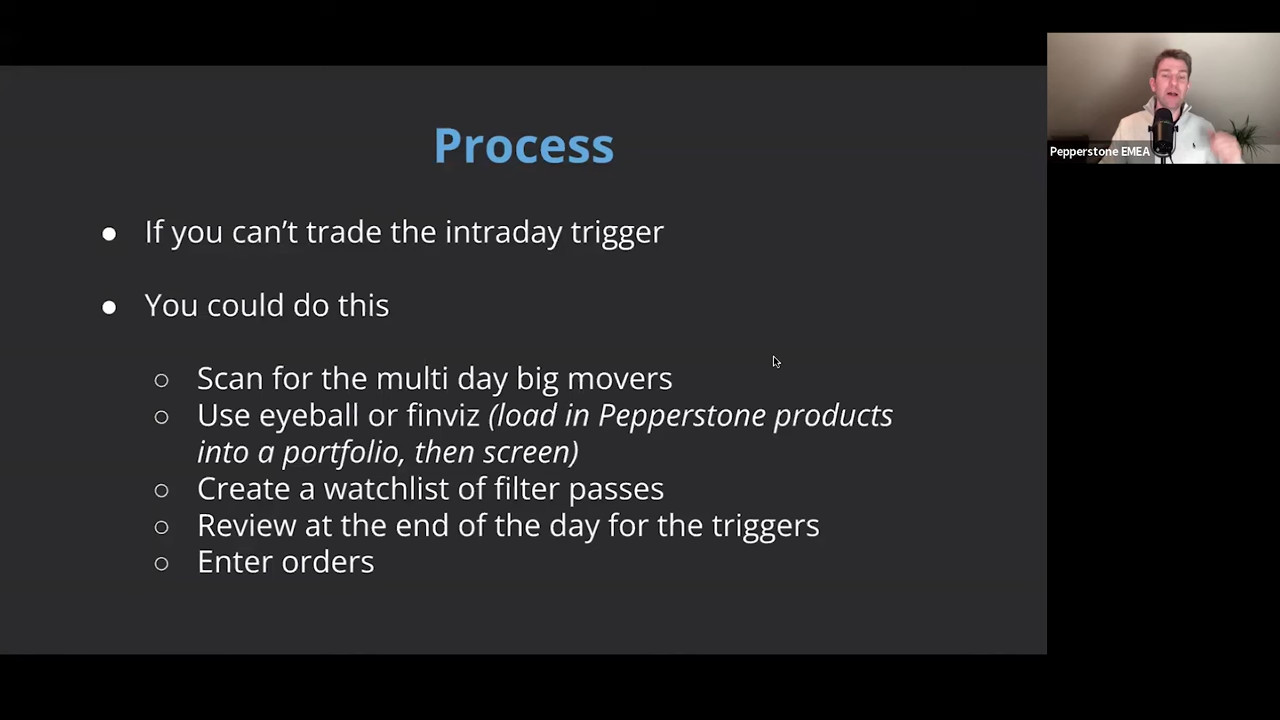 Process
● If you can’t trade the intraday trigger
● You could do this
○ Scan for the multi day big movers
○ Use eyeball or finviz (load in Pepperstone products
into a portfolio, then screen)
○ Create a watchlist of filter passes
○ Review at the end of the day for the triggers
○ Enter orders
Pepperstone EMEA